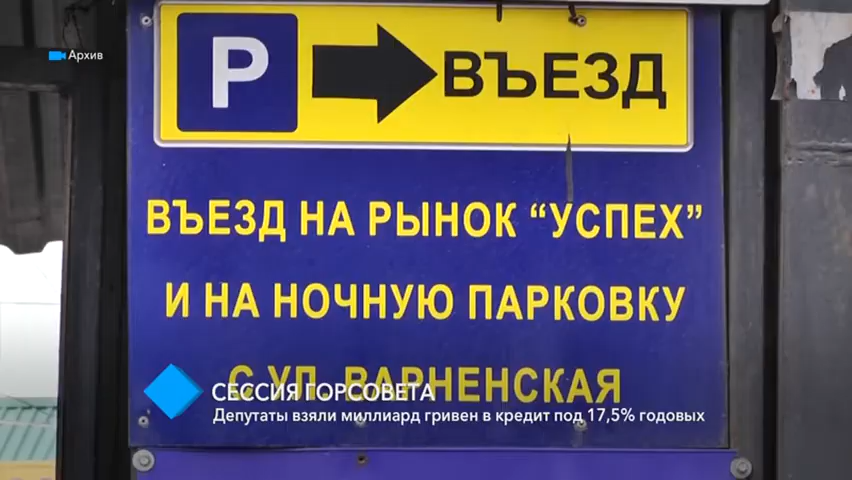 Архив
P ВЪЕЗД
ВЪЕЗД НА РЫНОК “УСПЕХ”
И НА НОЧНУЮ ПАРКОВКУ
С УЛ. ВАРНЕНСКАЯ
СЕССИЯ ГОРСОВЕТА
Депутаты взяли миллиард гривен в кредит под 17,5% годовых